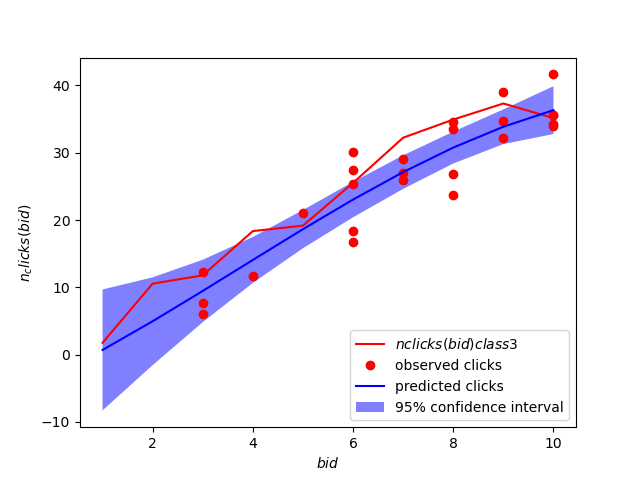 40
30
20
10
0
−10
n_clicks(bid)
nclicks(bid)class3
observed clicks
predicted clicks
95% confidence interval
2 4 6 8 10
bid